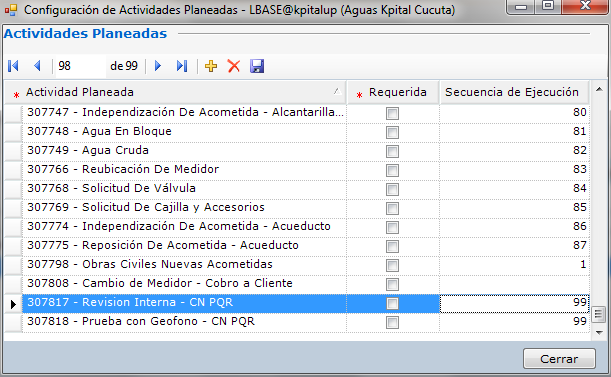 Configuración de Actividades Planeadas - LBASE@kpitalup (Aguas Kpital Cucuta)
Actividades Planeadas
98 de 99
* Actividad Planeada * Requerida Secuencia de Ejecución
307747 - Independización De Acometida - Alcantarilla... 80
307748 - Agua En Bloque 81
307749 - Agua Cruda 82
307766 - Reubicación De Medidor 83
307768 - Solicitud De Válvula 84
307769 - Solicitud De Cajilla y Accesorios 85
307774 - Independización De Acometida - Acueducto 86
307775 - Reposición De Acometida - Acueducto 87
307798 - Obras Civiles Nuevas Acometidas 1
307808 - Cambio de Medidor - Cobro a Cliente
307817 - Revision Interna - CN PQR 99
307818 - Prueba con Geofono - CN PQR 99
Cerrar